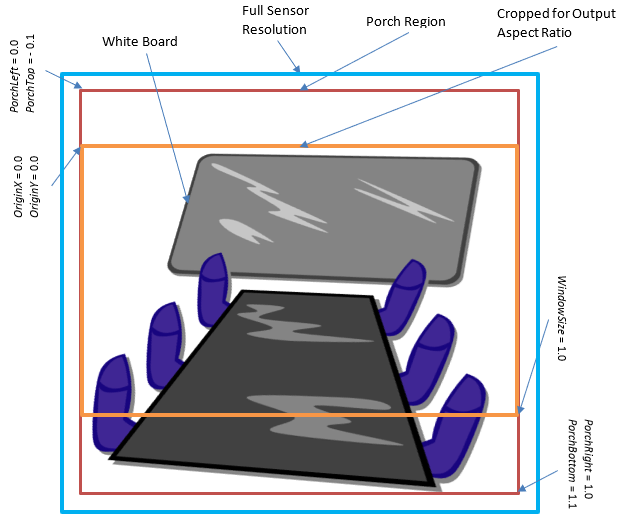 Full Sensor
Resolution
Porch Region
Cropped for Output
Aspect Ratio
White Board
PorchLeft = 0.0
PorchTop = - 0.1
OriginX = 0.0
OriginY = 0.0
WindowSize = 1.0
PorchRight = 1.0
PorchBottom = 1.1